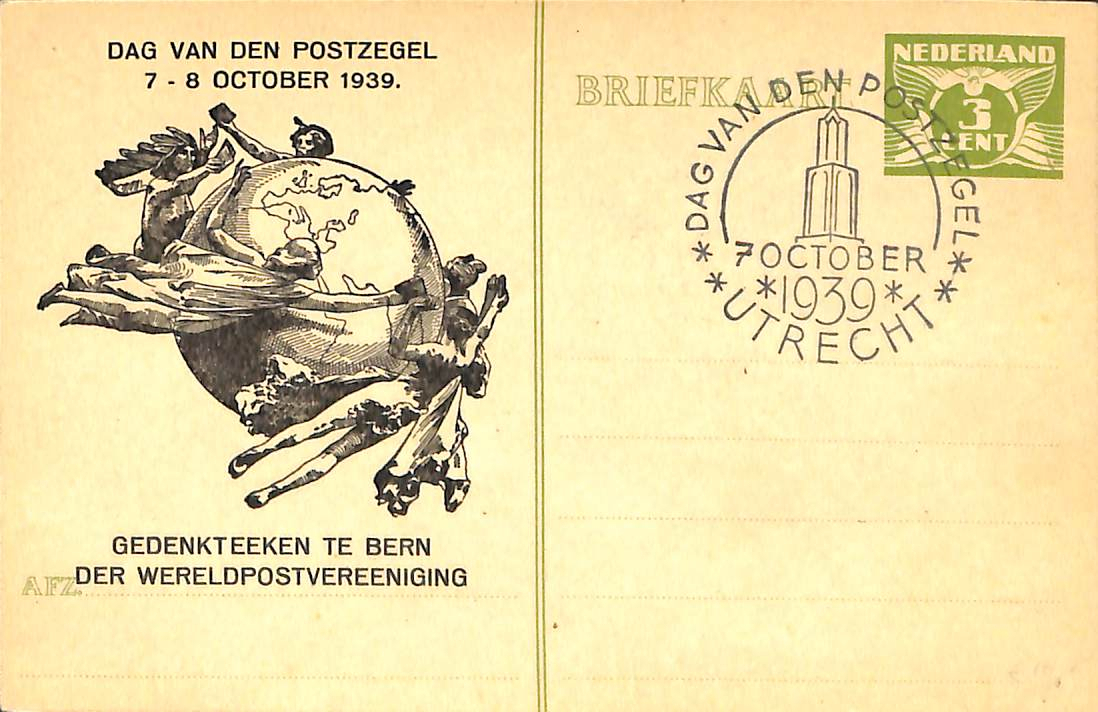 DAG VAN DEN POSTZEGEL
7 - 8 OCTOBER 1939.
GEDENKTEEKEN TE BERN
DER WERELDPOSTVEREENIGING
AFZ.
BRIEFKAART
NEDERLAND
3
CENT
* DAG VAN DEN POSTZEGEL *
7 OCTOBER
*1939*
* UTRECHT *